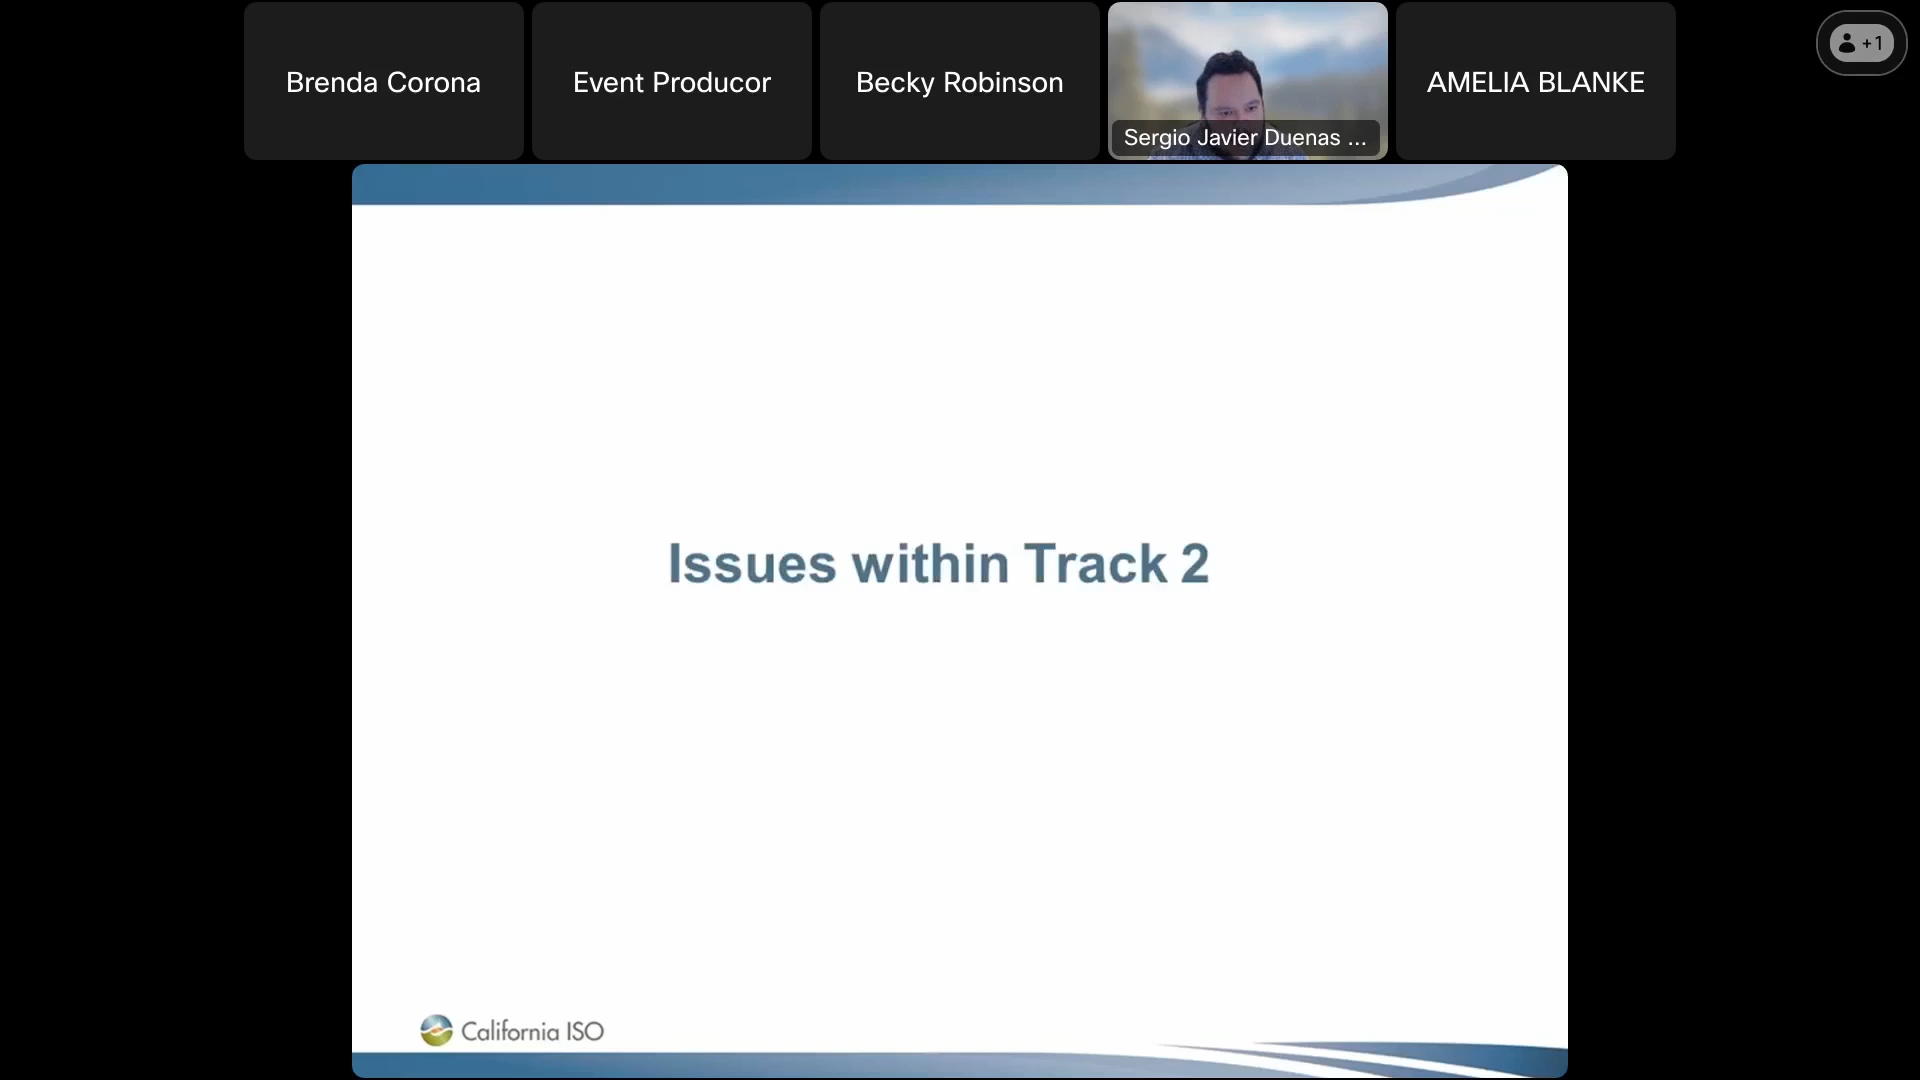 Brenda Corona
Event Producor
Becky Robinson
Sergio Javier Duenas ...
AMELIA BLANKE
+1
Issues within Track 2
California ISO